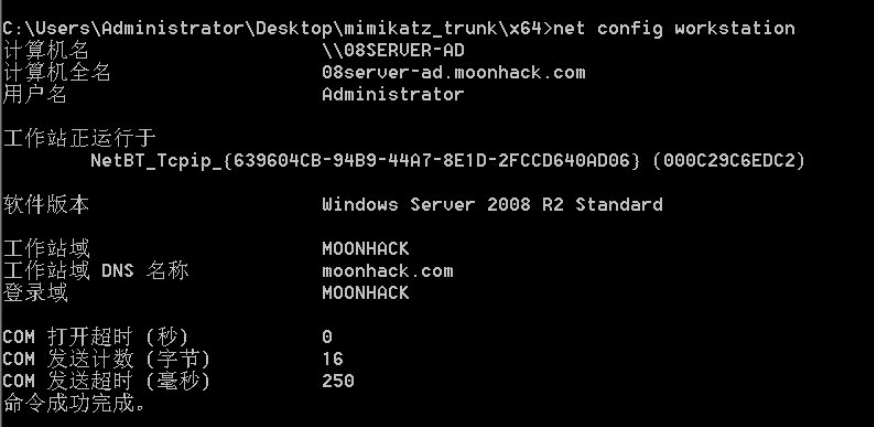 C:\Users\Administrator\Desktop\mimikatz_trunk\x64>net config workstation
计算机名 \\08SERVER-AD
计算机全名 08server-ad.moonhack.com
用户名 Administrator
工作站正运行于
NetBT_Tcpip_{639604CB-94B9-44A7-8E1D-2FCCD640AD06} (000C29C6EDC2)
软件版本 Windows Server 2008 R2 Standard
工作站域 MOONHACK
工作站域 DNS 名称 moonhack.com
登录域 MOONHACK
COM 打开超时 (秒) 0
COM 发送计数 (字节) 16
COM 发送超时 (毫秒) 250
命令成功完成。